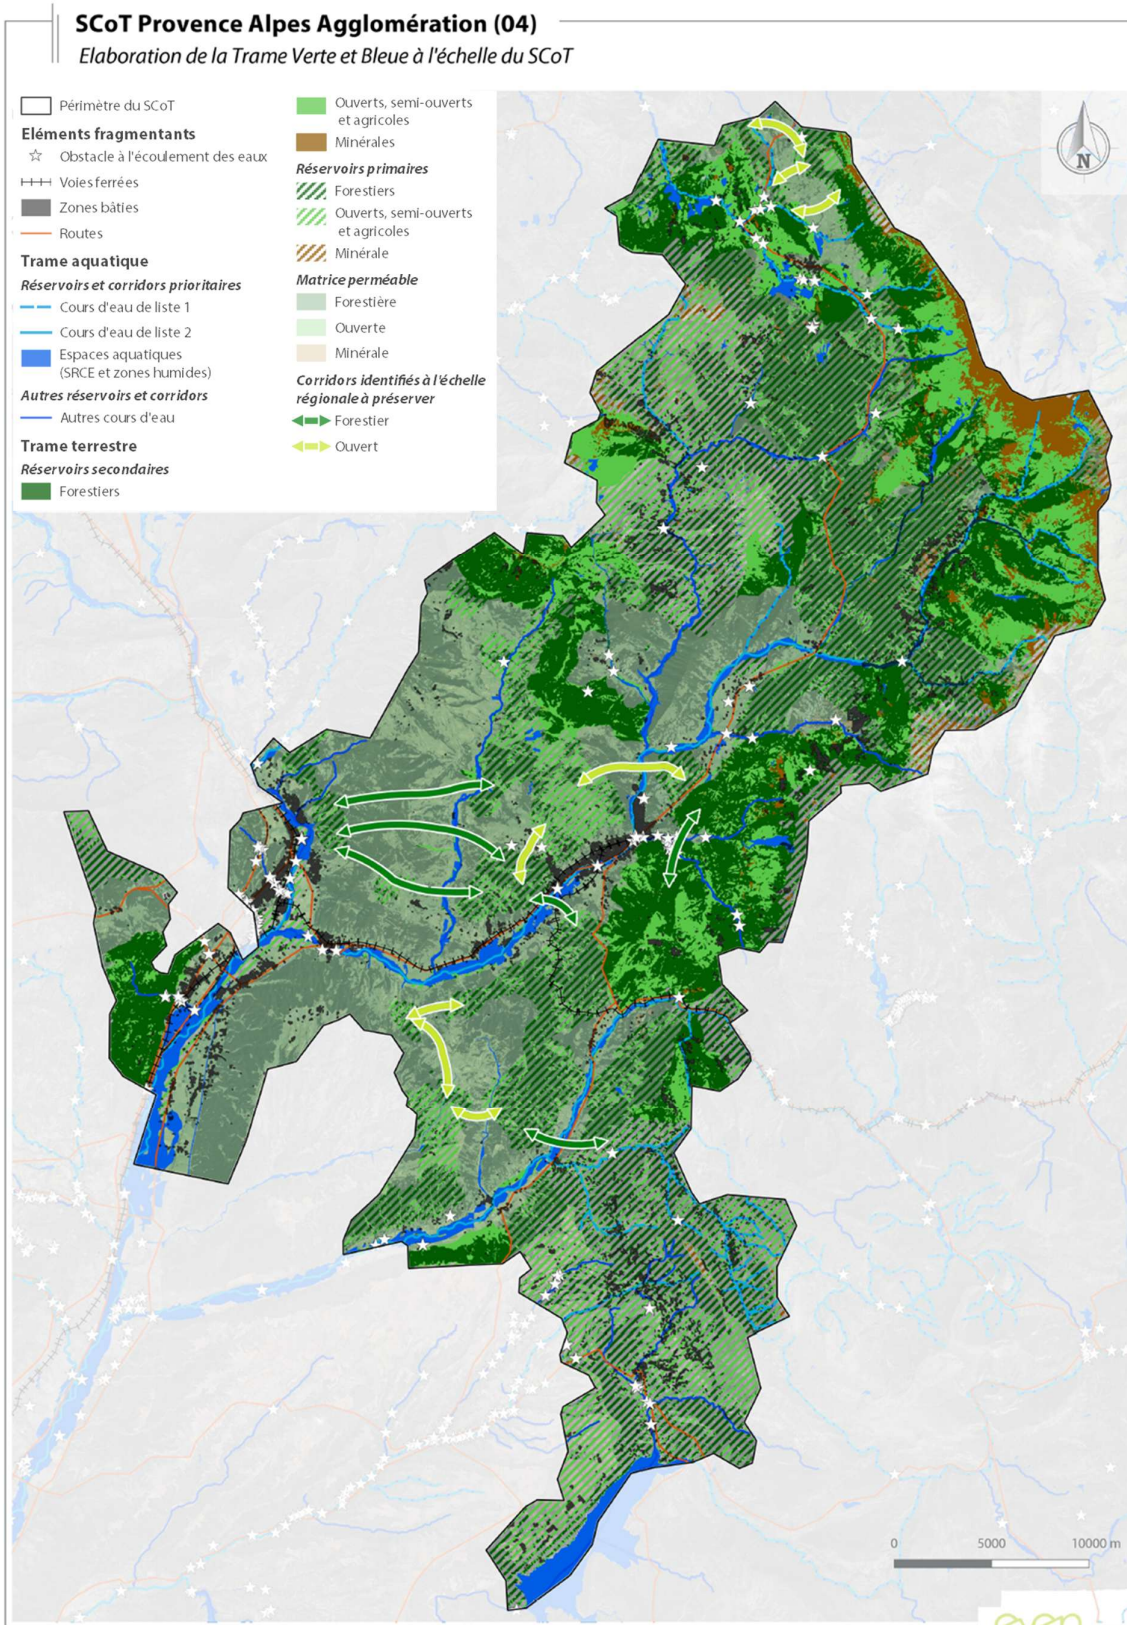 SCoT Provence Alpes Agglomération (04)
Elaboration de la Trame Verte et Bleue à l'échelle du SCoT
Périmètre du SCoT
Eléments fragmentants
Obstacle à l'écoulement des eaux
Voies ferrées
Zones bâties
Routes
Trame aquatique
Réservoirs et corridors prioritaires
Cours d'eau de liste 1
Cours d'eau de liste 2
Espaces aquatiques
(SRCE et zones humides)
Autres réservoirs et corridors
Autres cours d'eau
Trame terrestre
Réservoirs secondaires
Forestiers
Ouverts, semi-ouverts
et agricoles
Minérales
Réservoirs primaires
Forestiers
Ouverts, semi-ouverts
et agricoles
Minérale
Matrice perméable
Forestière
Ouverte
Minérale
Corridors identifiés à l'échelle
régionale à préserver
Forestier
Ouvert
N
0 5000 10000 m